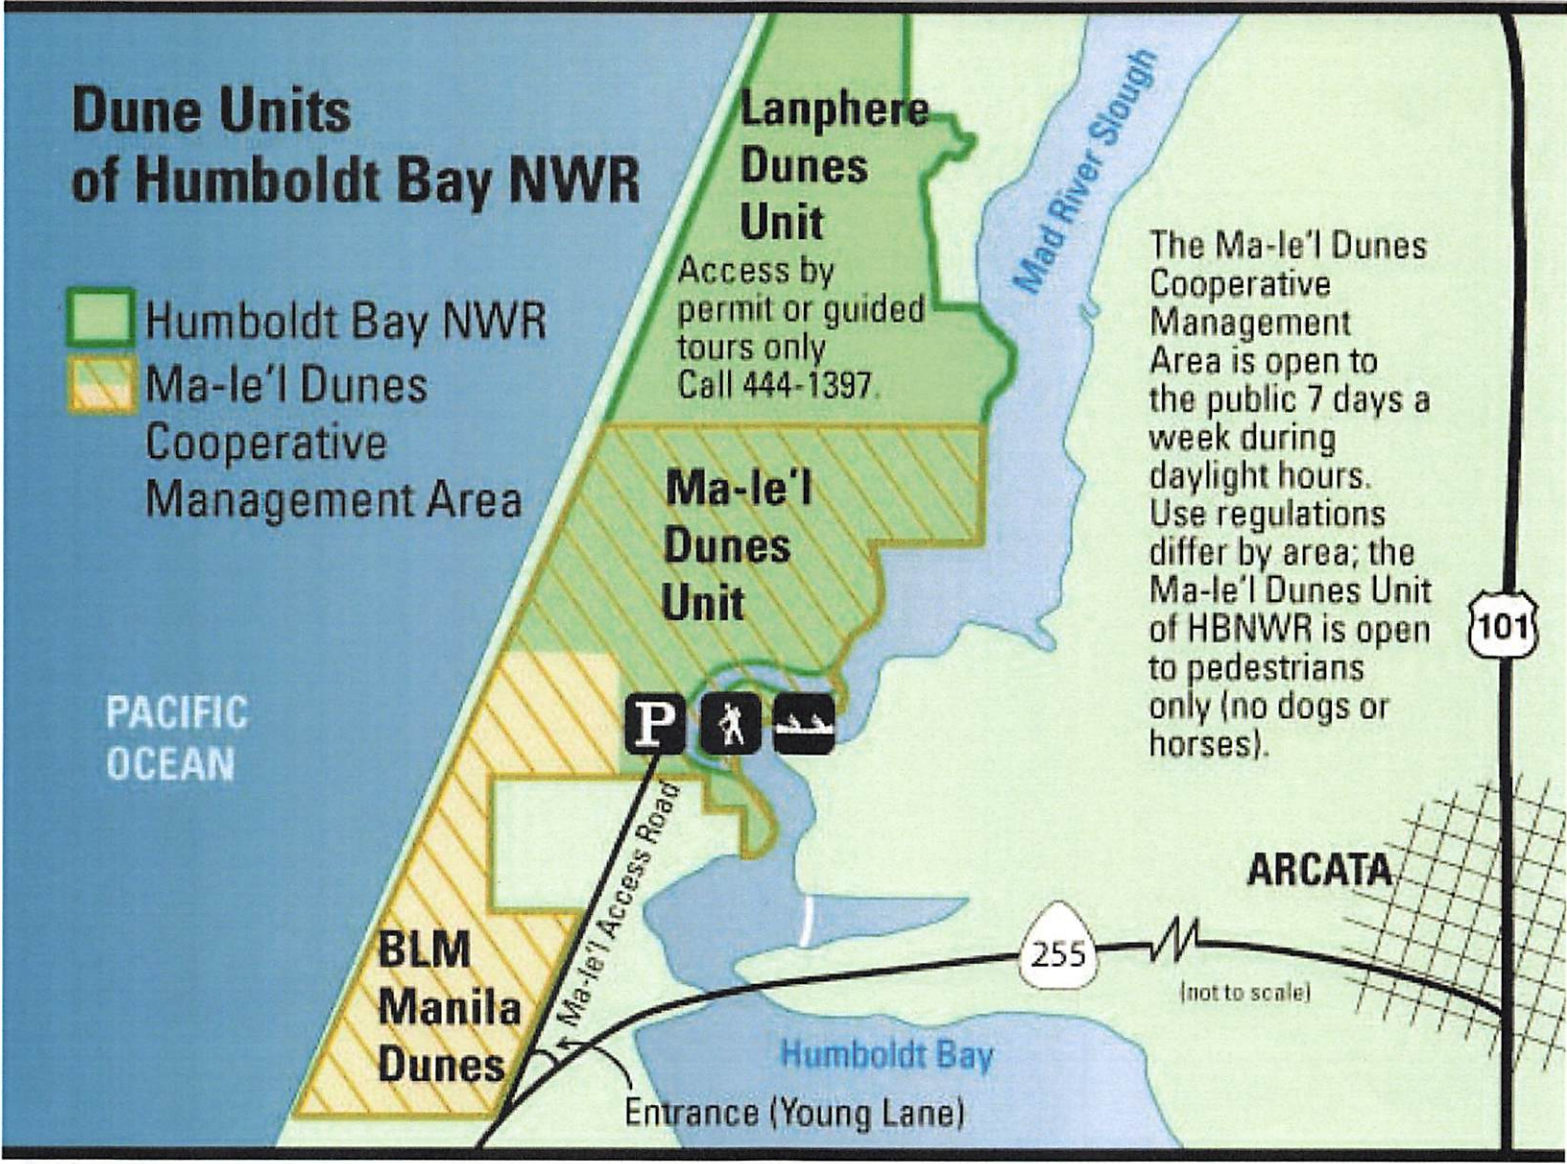 Dune Units
of Humboldt Bay NWR
Humboldt Bay NWR
Ma-le'l Dunes
Cooperative
Management Area
PACIFIC
OCEAN
Lanphere
Dunes
Unit
Access by
permit or guided
tours only
Call 444-1397.
Mad River Slough
Ma-le'l
Dunes
Unit
The Ma-le'l Dunes
Cooperative
Management
Area is open to
the public 7 days a
week during
daylight hours.
Use regulations
differ by area; the
Ma-le'l Dunes Unit
of HBNWR is open
to pedestrians
only (no dogs or
horses).
101
P
Ma-le'l Access Road
ARCATA
BLM
Manila
Dunes
255
(not to scale)
Humboldt Bay
Entrance (Young Lane)